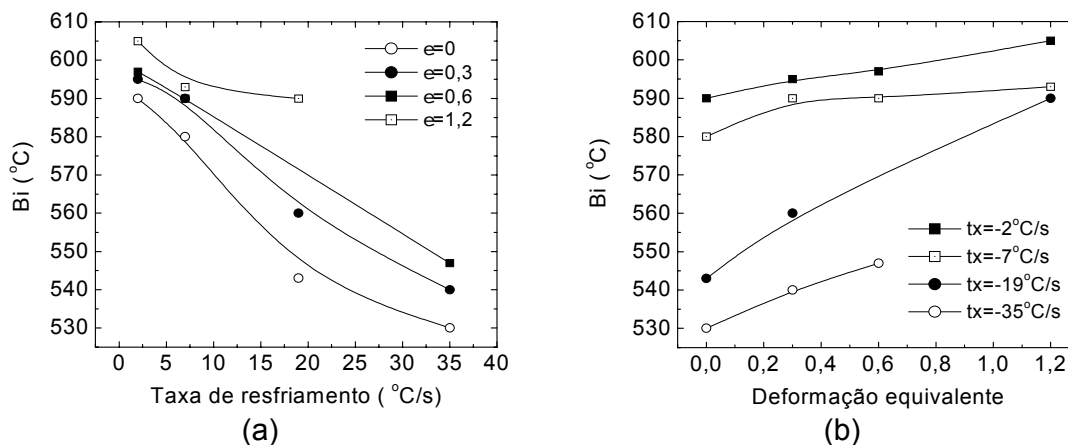 610
600
590
580
570
560
550
540
530
Bi ( °C)
0 5 10 15 20 25 30 35 40
Taxa de resfriamento ( °C/s)
e=0
e=0,3
e=0,6
e=1,2
(a)
610
600
590
580
570
560
550
540
530
Bi ( °C)
0,0 0,2 0,4 0,6 0,8 1,0 1,2
Deformação equivalente
tx=-2°C/s
tx=-7°C/s
tx=-19°C/s
tx=-35°C/s
(b)